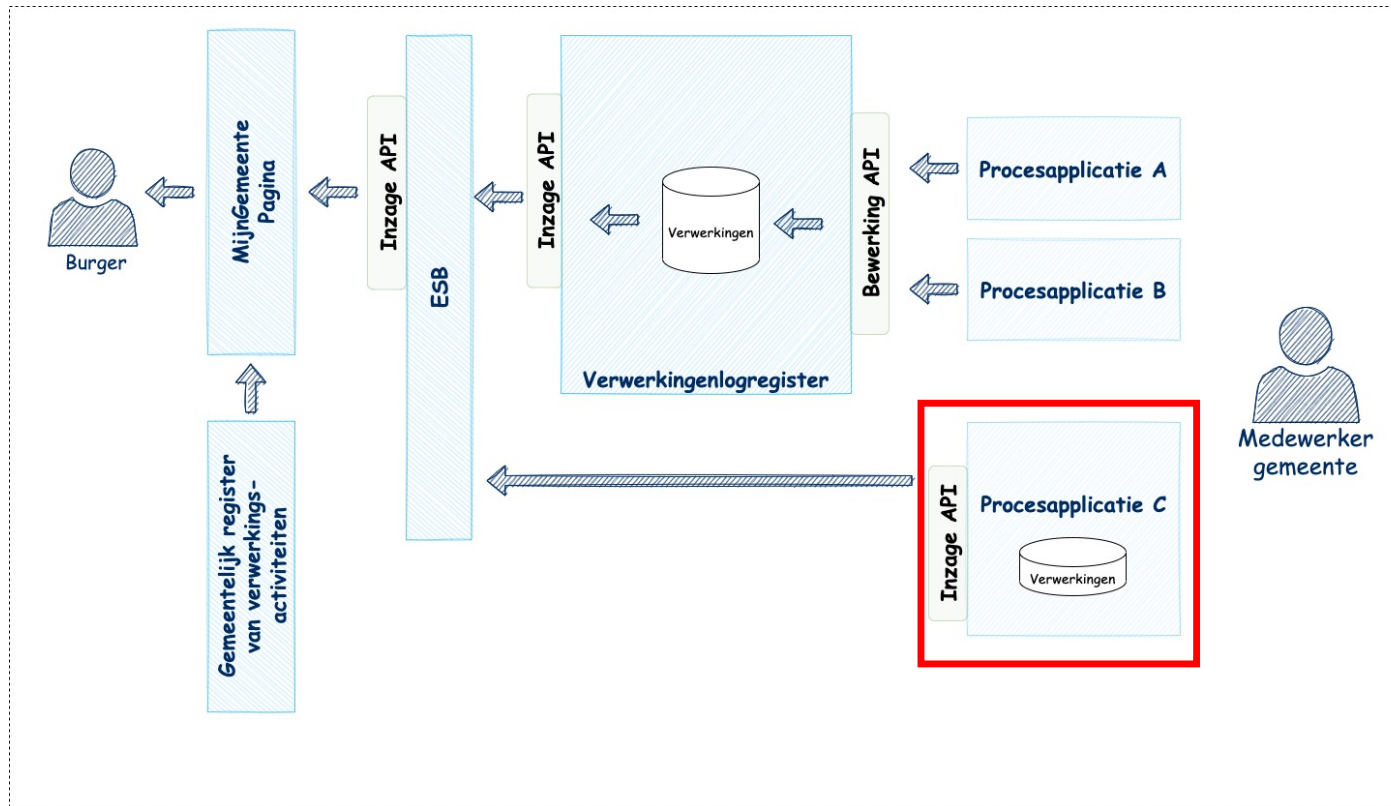 Burger
MijnGemeente
Pagina
Gemeentelijk register
van verwerkings-
activiteiten
Inzage API
ESB
Inzage API
Verwerkingen
Verwerkingenlogregister
Bewerking API
Procesapplicatie A
Procesapplicatie B
Inzage API
Procesapplicatie C
Verwerkingen
Medewerker
gemeente